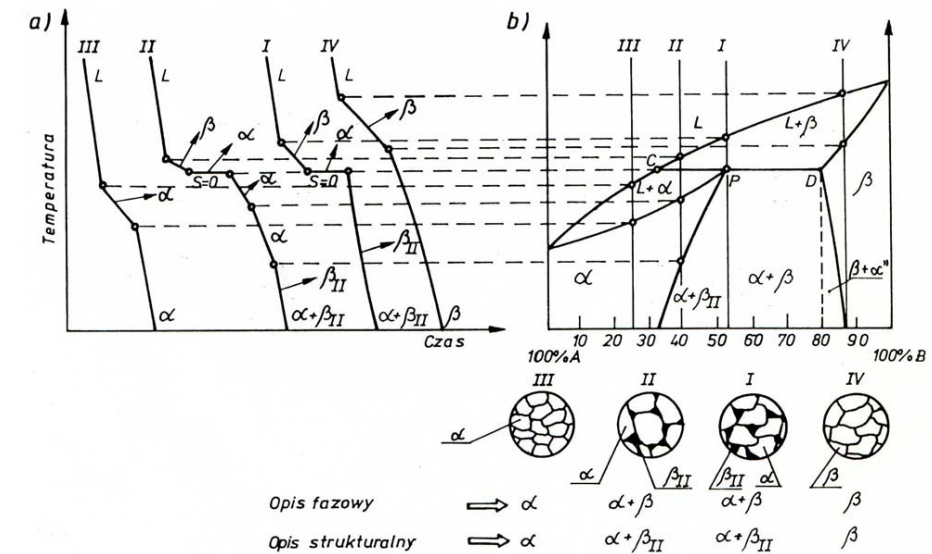 a)
b)
III II I IV
III II I IV
L L L L
L
β α β α β
L+β
C
S=0 S=0
α
L+α P D
α
β
Temperatura
α
βII
βII
α
α+βII
α+β
β+α"
α α+βII α+βII β
Czas
10 20 30 40 50 60 70 80 90
100%A 100%B
III II I IV
α
α βII βII α β
Opis fazowy ⇒ α α+β α+β β
Opis strukturalny ⇒ α α+βII α+βII β